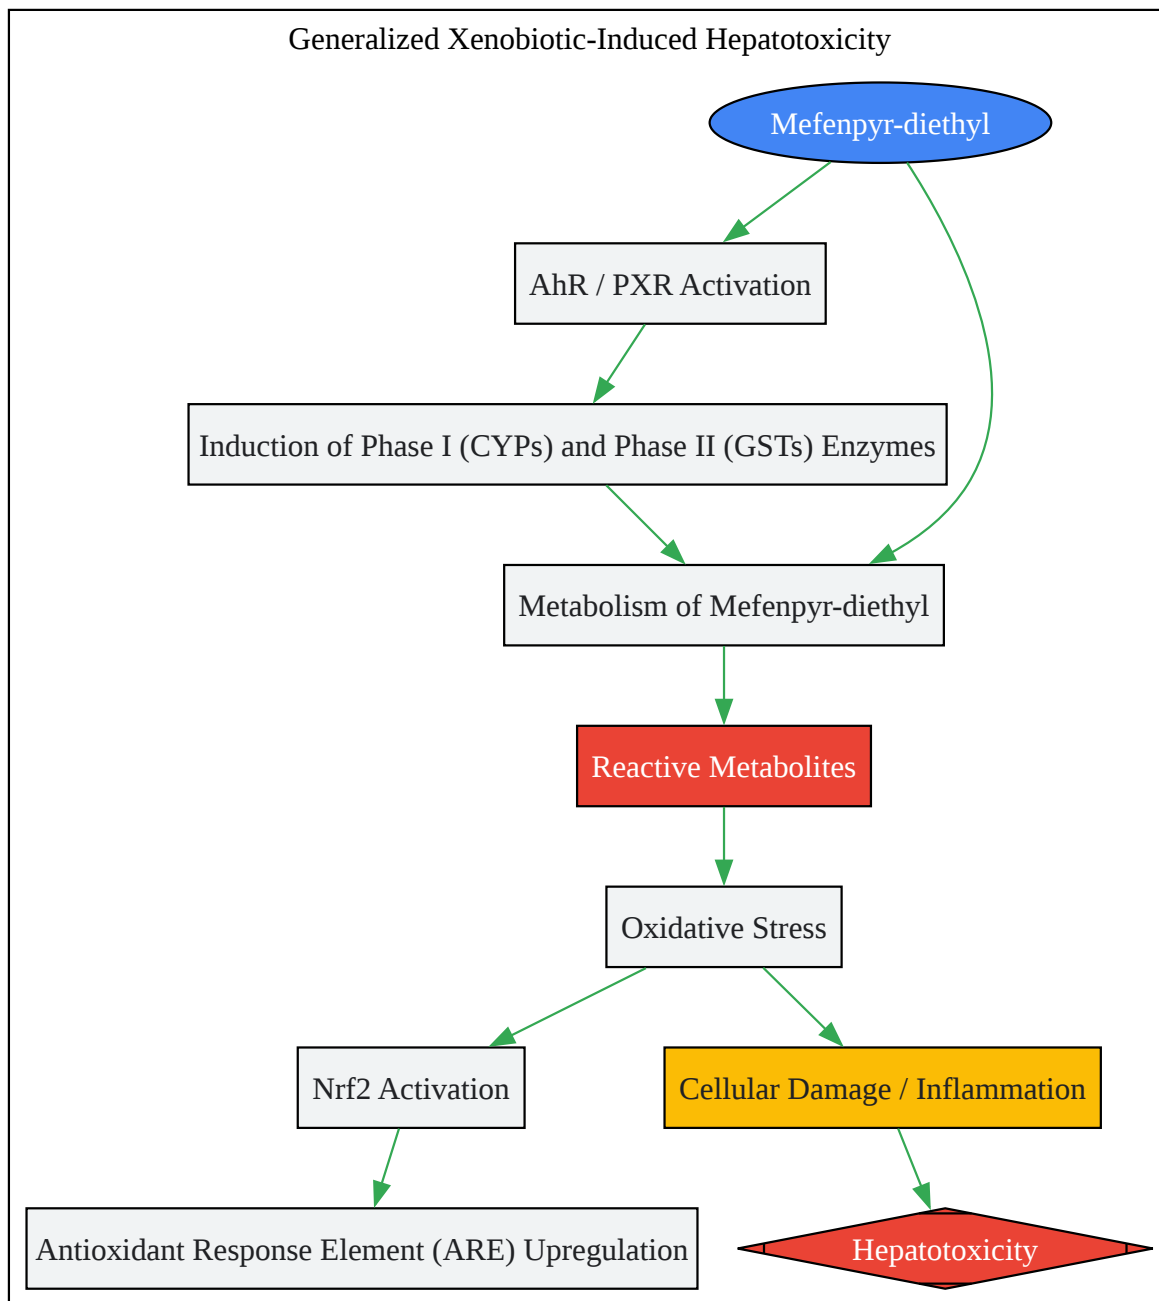 Generalized Xenobiotic-Induced Hepatotoxicity
Mefenpyr-diethyl
AhR / PXR Activation
Induction of Phase I (CYPs) and Phase II (GSTs) Enzymes
Metabolism of Mefenpyr-diethyl
Reactive Metabolites
Oxidative Stress
Nrf2 Activation
Cellular Damage / Inflammation
Antioxidant Response Element (ARE) Upregulation
Hepatotoxicity